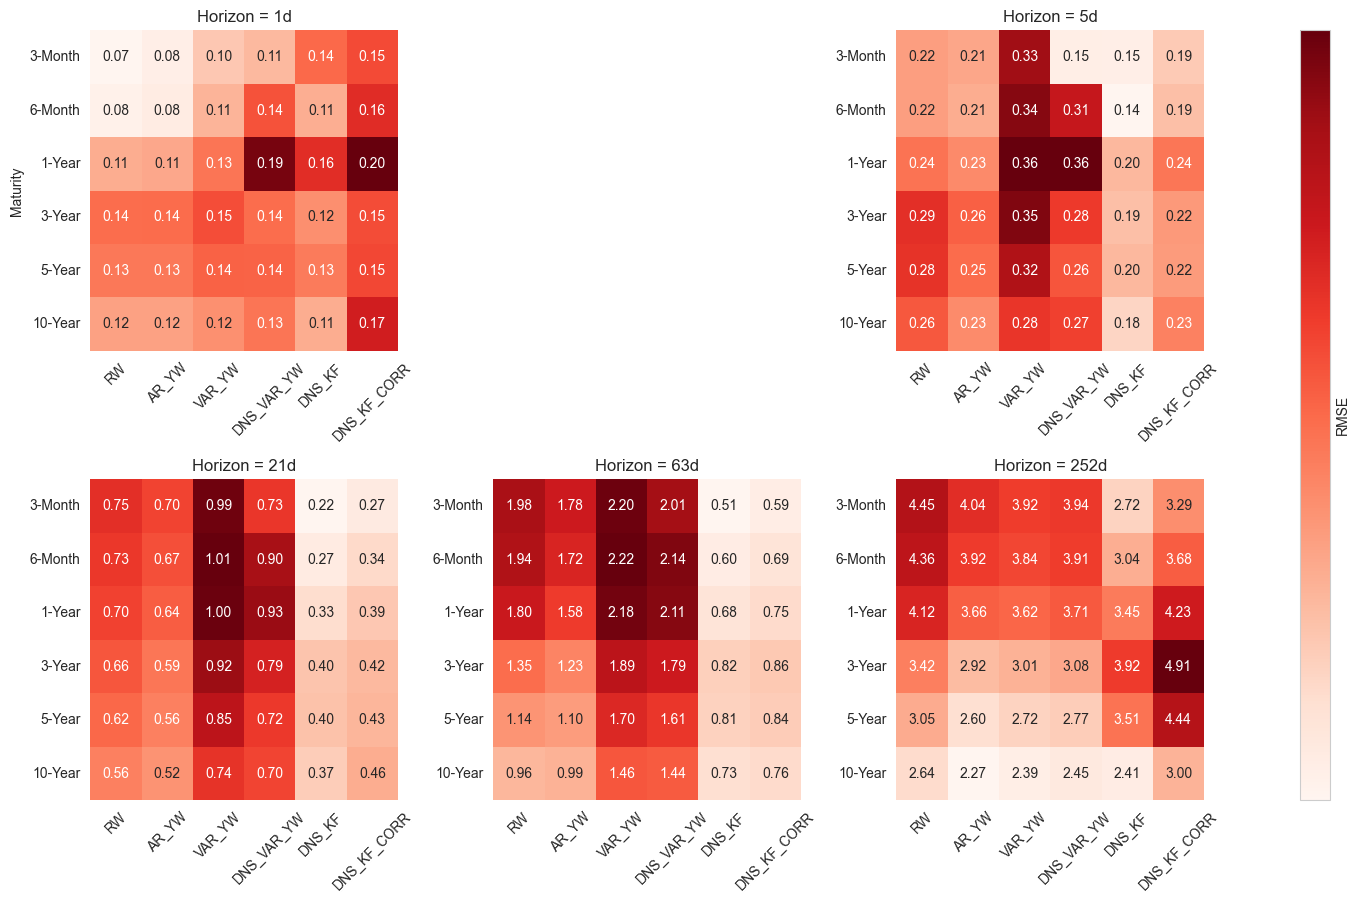 Horizon = 1d
Maturity
3-Month 0.07 0.08 0.10 0.11 0.14 0.15
6-Month 0.08 0.08 0.11 0.14 0.11 0.16
1-Year 0.11 0.11 0.13 0.19 0.16 0.20
3-Year 0.14 0.14 0.15 0.14 0.12 0.15
5-Year 0.13 0.13 0.14 0.14 0.13 0.15
10-Year 0.12 0.12 0.12 0.13 0.11 0.17
RW AR_YW VAR_YW DNS_VAR_YW DNS_KF DNS_KF_CORR
Horizon = 5d
3-Month 0.22 0.21 0.33 0.15 0.15 0.19
6-Month 0.22 0.21 0.34 0.31 0.14 0.19
1-Year 0.24 0.23 0.36 0.36 0.20 0.24
3-Year 0.29 0.26 0.35 0.28 0.19 0.22
5-Year 0.28 0.25 0.32 0.26 0.20 0.22
10-Year 0.26 0.23 0.28 0.27 0.18 0.23
RW AR_YW VAR_YW DNS_VAR_YW DNS_KF DNS_KF_CORR
RMSE
Horizon = 21d
3-Month 0.75 0.70 0.99 0.73 0.22 0.27
6-Month 0.73 0.67 1.01 0.90 0.27 0.34
1-Year 0.70 0.64 1.00 0.93 0.33 0.39
3-Year 0.66 0.59 0.92 0.79 0.40 0.42
5-Year 0.62 0.56 0.85 0.72 0.40 0.43
10-Year 0.56 0.52 0.74 0.70 0.37 0.46
RW AR_YW VAR_YW DNS_VAR_YW DNS_KF DNS_KF_CORR
Horizon = 63d
3-Month 1.98 1.78 2.20 2.01 0.51 0.59
6-Month 1.94 1.72 2.22 2.14 0.60 0.69
1-Year 1.80 1.58 2.18 2.11 0.68 0.75
3-Year 1.35 1.23 1.89 1.79 0.82 0.86
5-Year 1.14 1.10 1.70 1.61 0.81 0.84
10-Year 0.96 0.99 1.46 1.44 0.73 0.76
RW AR_YW VAR_YW DNS_VAR_YW DNS_KF DNS_KF_CORR
Horizon = 252d
3-Month 4.45 4.04 3.92 3.94 2.72 3.29
6-Month 4.36 3.92 3.84 3.91 3.04 3.68
1-Year 4.12 3.66 3.62 3.71 3.45 4.23
3-Year 3.42 2.92 3.01 3.08 3.92 4.91
5-Year 3.05 2.60 2.72 2.77 3.51 4.44
10-Year 2.64 2.27 2.39 2.45 2.41 3.00
RW AR_YW VAR_YW DNS_VAR_YW DNS_KF DNS_KF_CORR